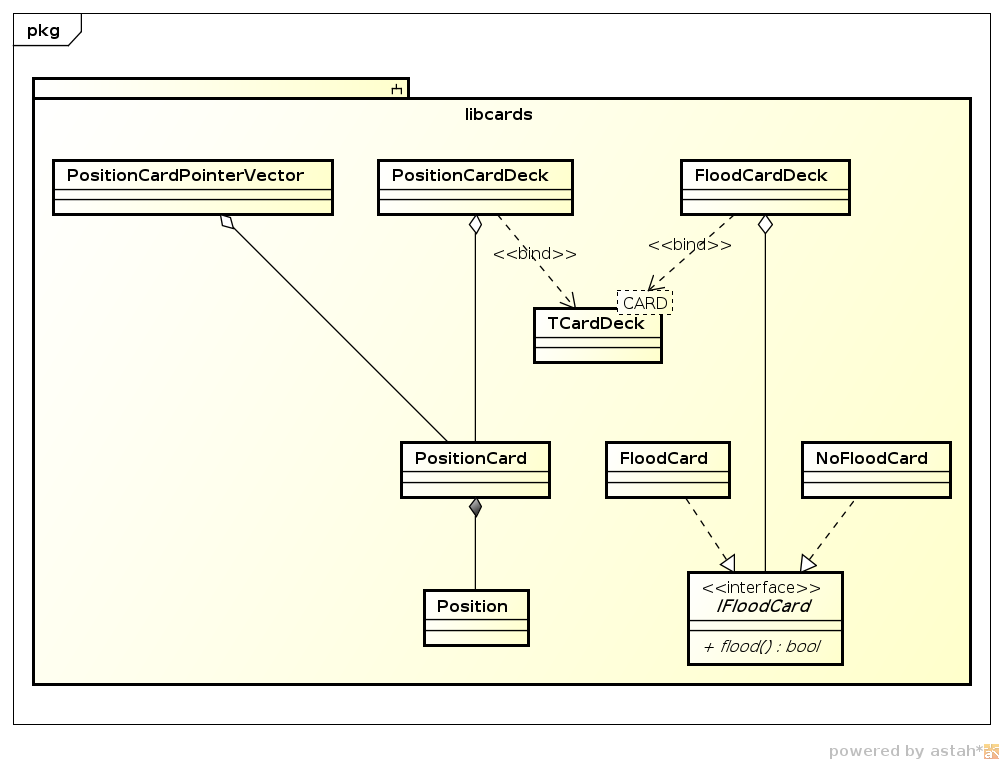 pkg
libcards
PositionCardPointerVector
PositionCardDeck
FloodCardDeck
<<bind>>
<<bind>>
CARD
TCardDeck
PositionCard
FloodCard
NoFloodCard
<<interface>>
IFloodCard
Position
+ flood() : bool
powered by astah*